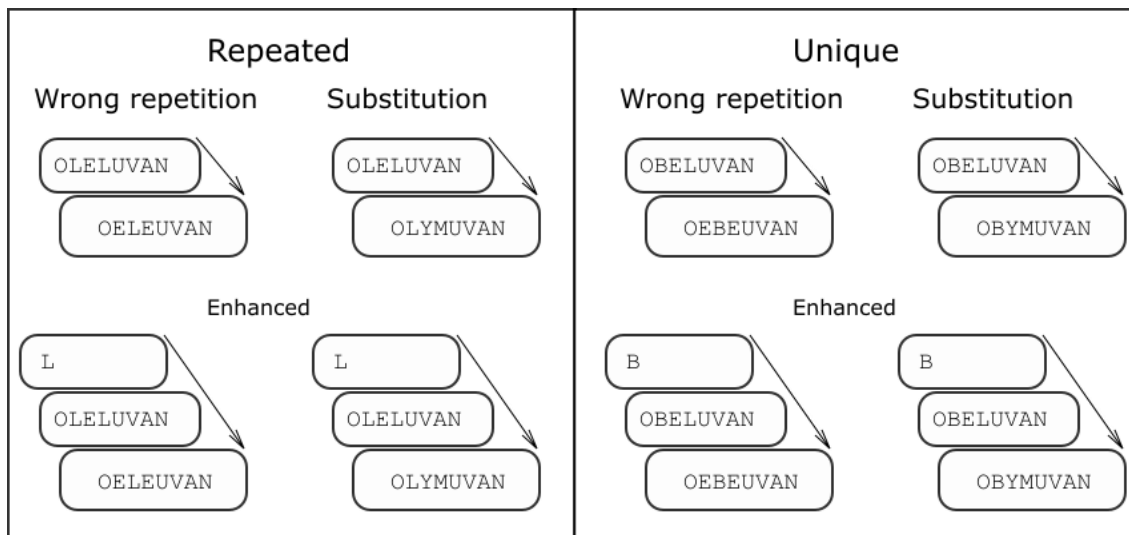 Repeated
Wrong repetition Substitution
OLELUVAN OLELUVAN
OELEUVAN OLYMUVAN
Enhanced
L L
OLELUVAN OLELUVAN
OELEUVAN OLYMUVAN
Unique
Wrong repetition Substitution
OBELUVAN OBELUVAN
OEBEUVAN OBYMUVAN
Enhanced
B B
OBELUVAN OBELUVAN
OEBEUVAN OBYMUVAN